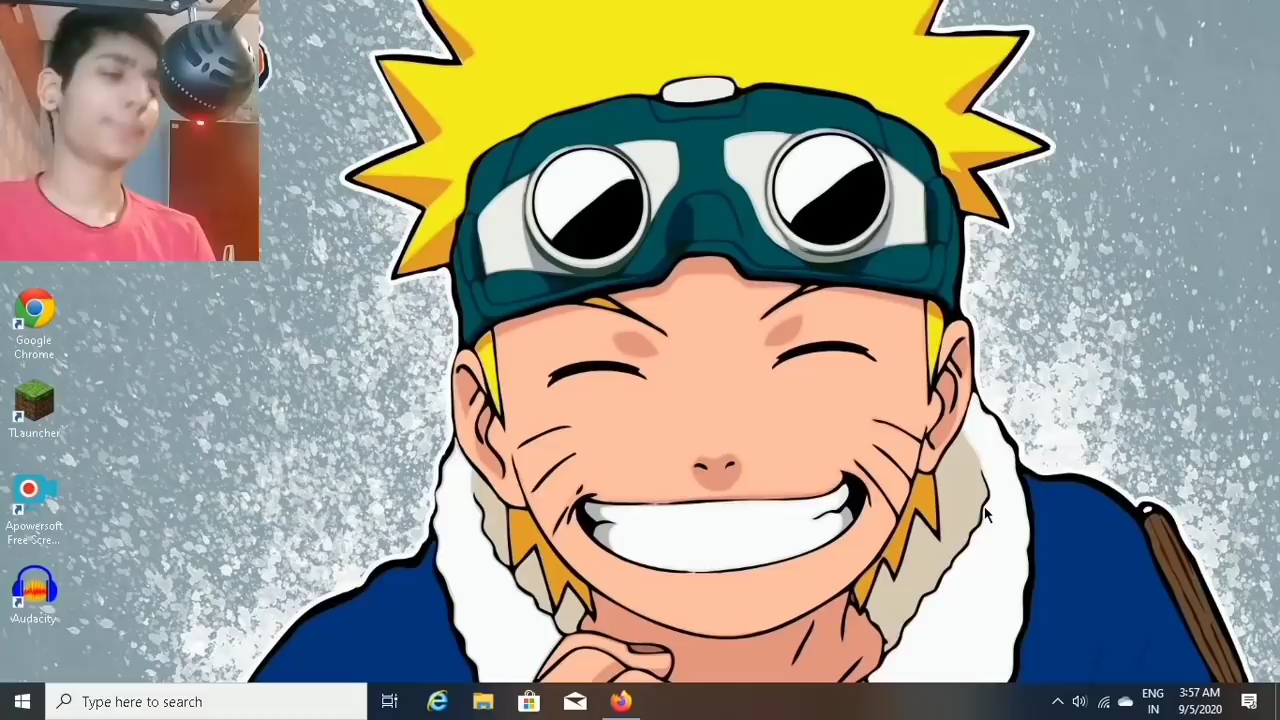 Google
Chrome
TLauncher
Apowersoft
Free Scre...
Audacity
Type here to search
ENG
IN
3:57 AM
9/5/2020